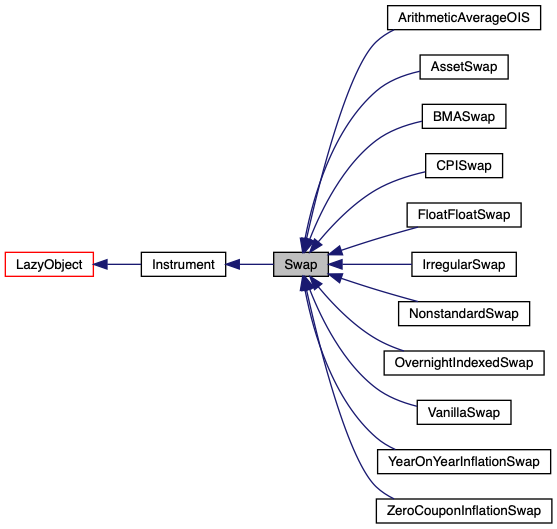 ArithmeticAverageOIS
AssetSwap
BMASwap
CPISwap
FloatFloatSwap
LazyObject
Instrument
Swap
IrregularSwap
NonstandardSwap
OvernightIndexedSwap
VanillaSwap
YearOnYearInflationSwap
ZeroCouponInflationSwap